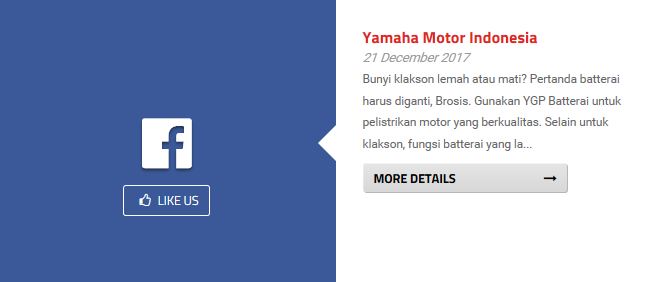 LIKE US
Yamaha Motor Indonesia
21 December 2017
Bunyi klakson lemah atau mati? Pertanda batterai
harus diganti, Brosis. Gunakan YGP Batterai untuk
pelistrikan motor yang berkualitas. Selain untuk
klakson, fungsi batterai yang la...
MORE DETAILS